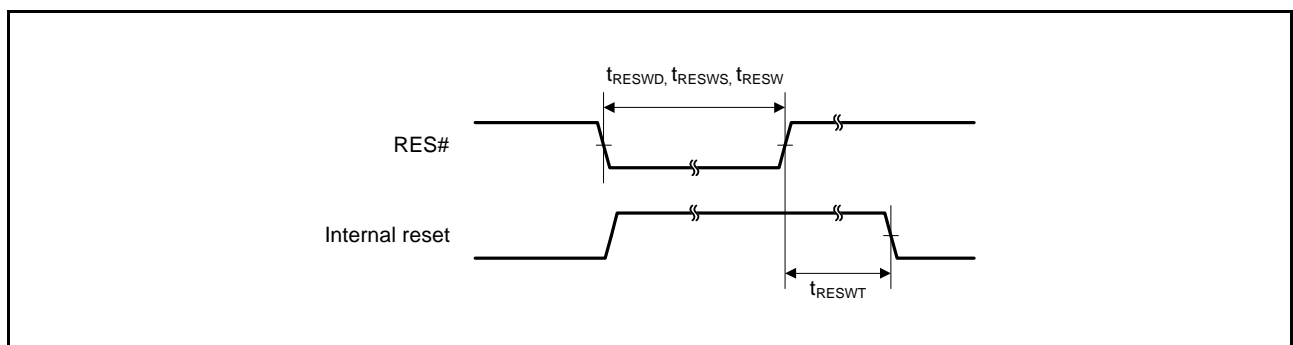 tRESWD, tRESWS, tRESW
RES#
Internal reset
tRESWT